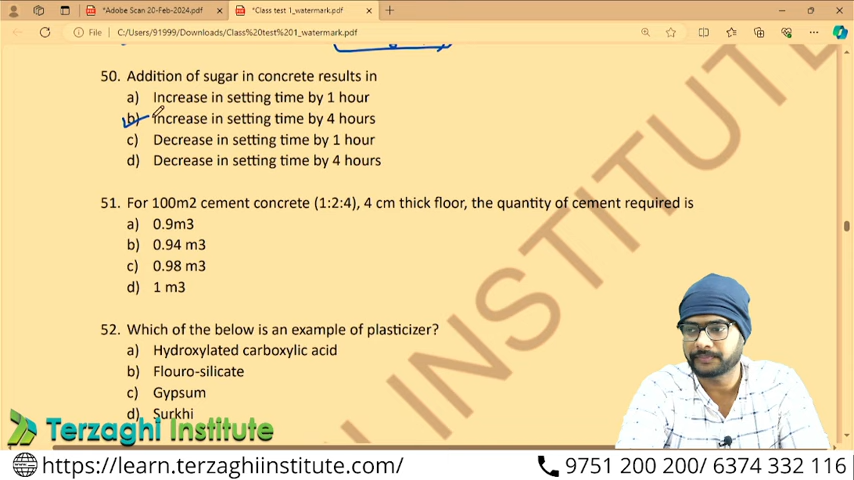 *Adobe Scan 20-Feb-2024.pdf
*Class test 1_watermark.pdf
File
C:/Users/91999/Downloads/Class%20test%201_watermark.pdf
50. Addition of sugar in concrete results in
a) Increase in setting time by 1 hour
b) Increase in setting time by 4 hours
c) Decrease in setting time by 1 hour
d) Decrease in setting time by 4 hours
51. For 100m2 cement concrete (1:2:4), 4 cm thick floor, the quantity of cement required is
a) 0.9m3
b) 0.94 m3
c) 0.98 m3
d) 1 m3
52. Which of the below is an example of plasticizer?
a) Hydroxylated carboxylic acid
b) Flouro-silicate
c) Gypsum
d) Surkhi
INSTITUTE
Terzaghi Institute
https://learn.terzaghiinstitute.com/
9751 200 200/ 6374 332 116